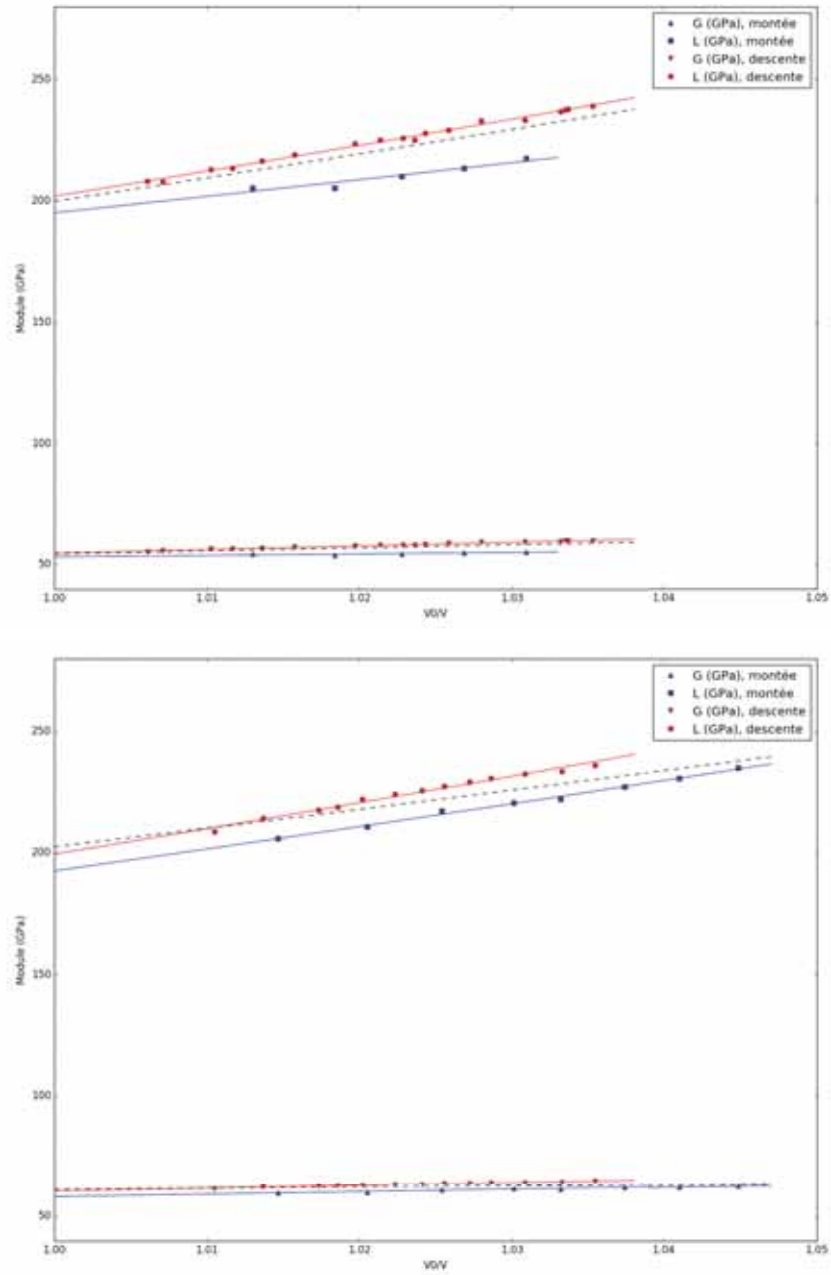 G (GPa), montée
L (GPa), montée
G (GPa), descente
L (GPa), descente
250
200
150
100
50
Module (GPa)
1.00 1.01 1.02 1.03 1.04 1.05
V0/V
G (GPa), montée
L (GPa), montée
G (GPa), descente
L (GPa), descente
250
200
150
100
50
Module (GPa)
1.00 1.01 1.02 1.03 1.04 1.05
V0/V